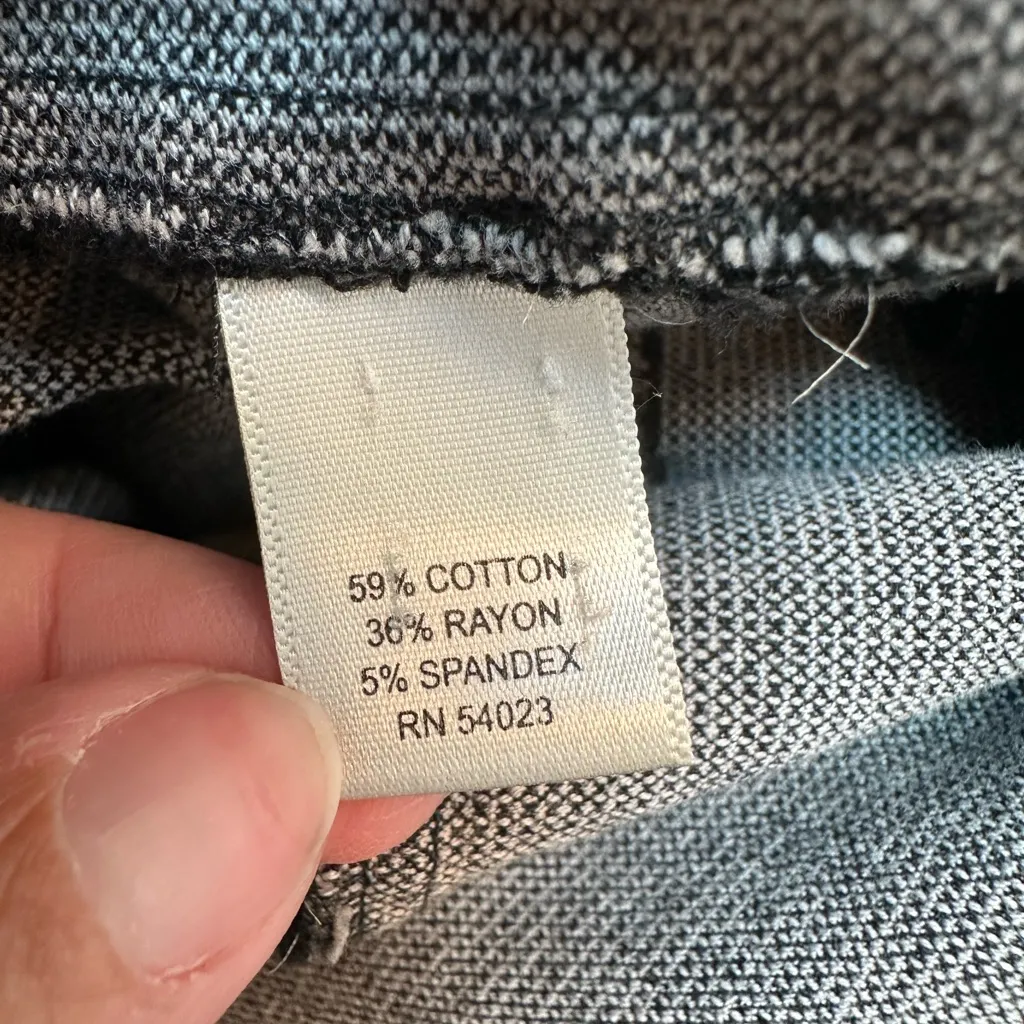 59% COTTON
36% RAYON
5% SPANDEX
RN 54023